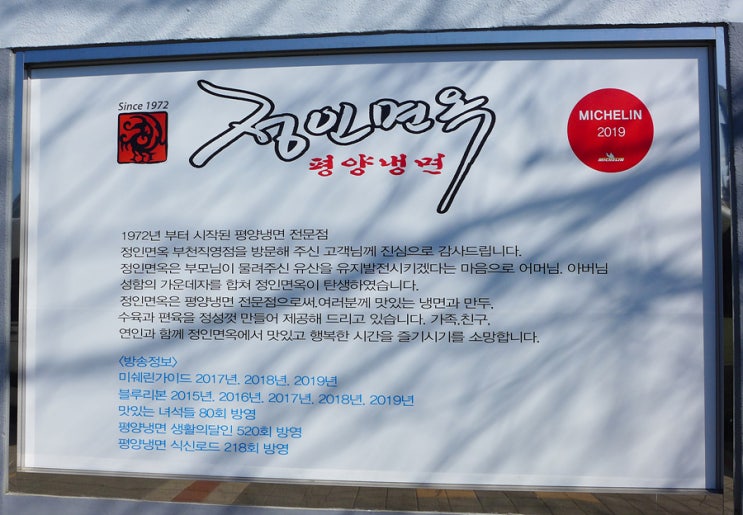 Since 1972
정인면옥
평양냉면
MICHELIN
2019
MICHELIN
1972년 부터 시작된 평양냉면 전문점
정인면옥 부천직영점을 방문해 주신 고객님께 진심으로 감사드립니다.
정인면옥은 부모님이 물려주신 유산을 유지발전시키겠다는 마음으로 어머님. 아버님
성함의 가운데자를 합쳐 정인면옥이 탄생하였습니다.
정인면옥은 평양냉면 전문점으로써.여러분께 맛있는 냉면과 만두,
수육과 편육을 정성껏 만들어 제공해 드리고 있습니다. 가족,친구,
연인과 함께 정인면옥에서 맛있고 행복한 시간을 즐기시기를 소망합니다.
<방송정보>
미쉐린가이드 2017년. 2018년. 2019년
블루리본 2015년. 2016년. 2017년. 2018년. 2019년
맛있는 녀석들 80회 방영
평양냉면 생활의달인 520회 방영
평양냉면 식신로드 218회 방영